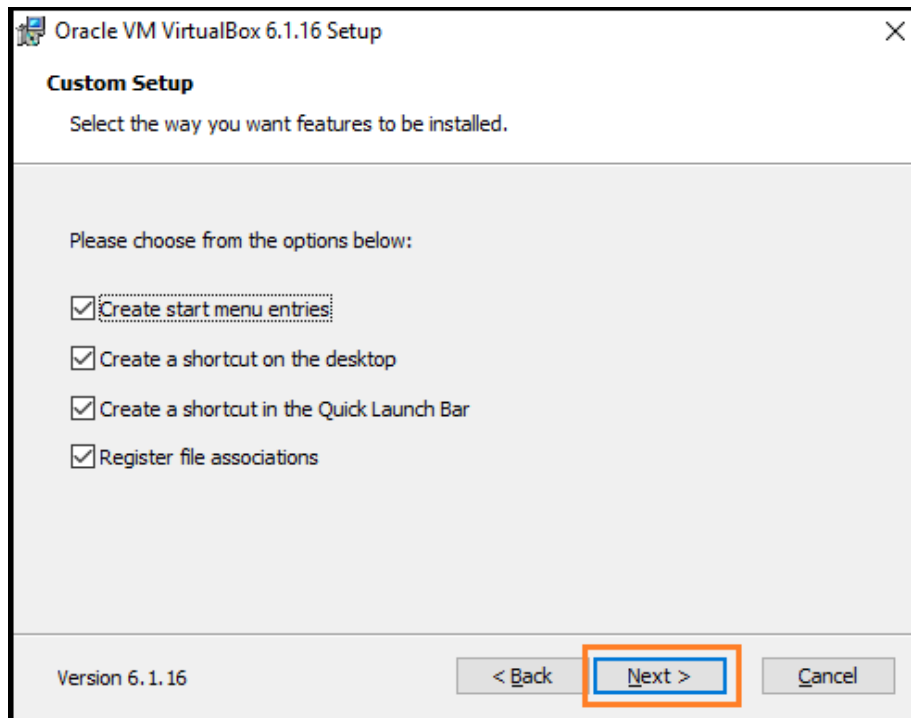 Oracle VM VirtualBox 6.1.16 Setup
Custom Setup
Select the way you want features to be installed.
Please choose from the options below:
Create start menu entries
Create a shortcut on the desktop
Create a shortcut in the Quick Launch Bar
Register file associations
Version 6.1.16
< Back
Next >
Cancel